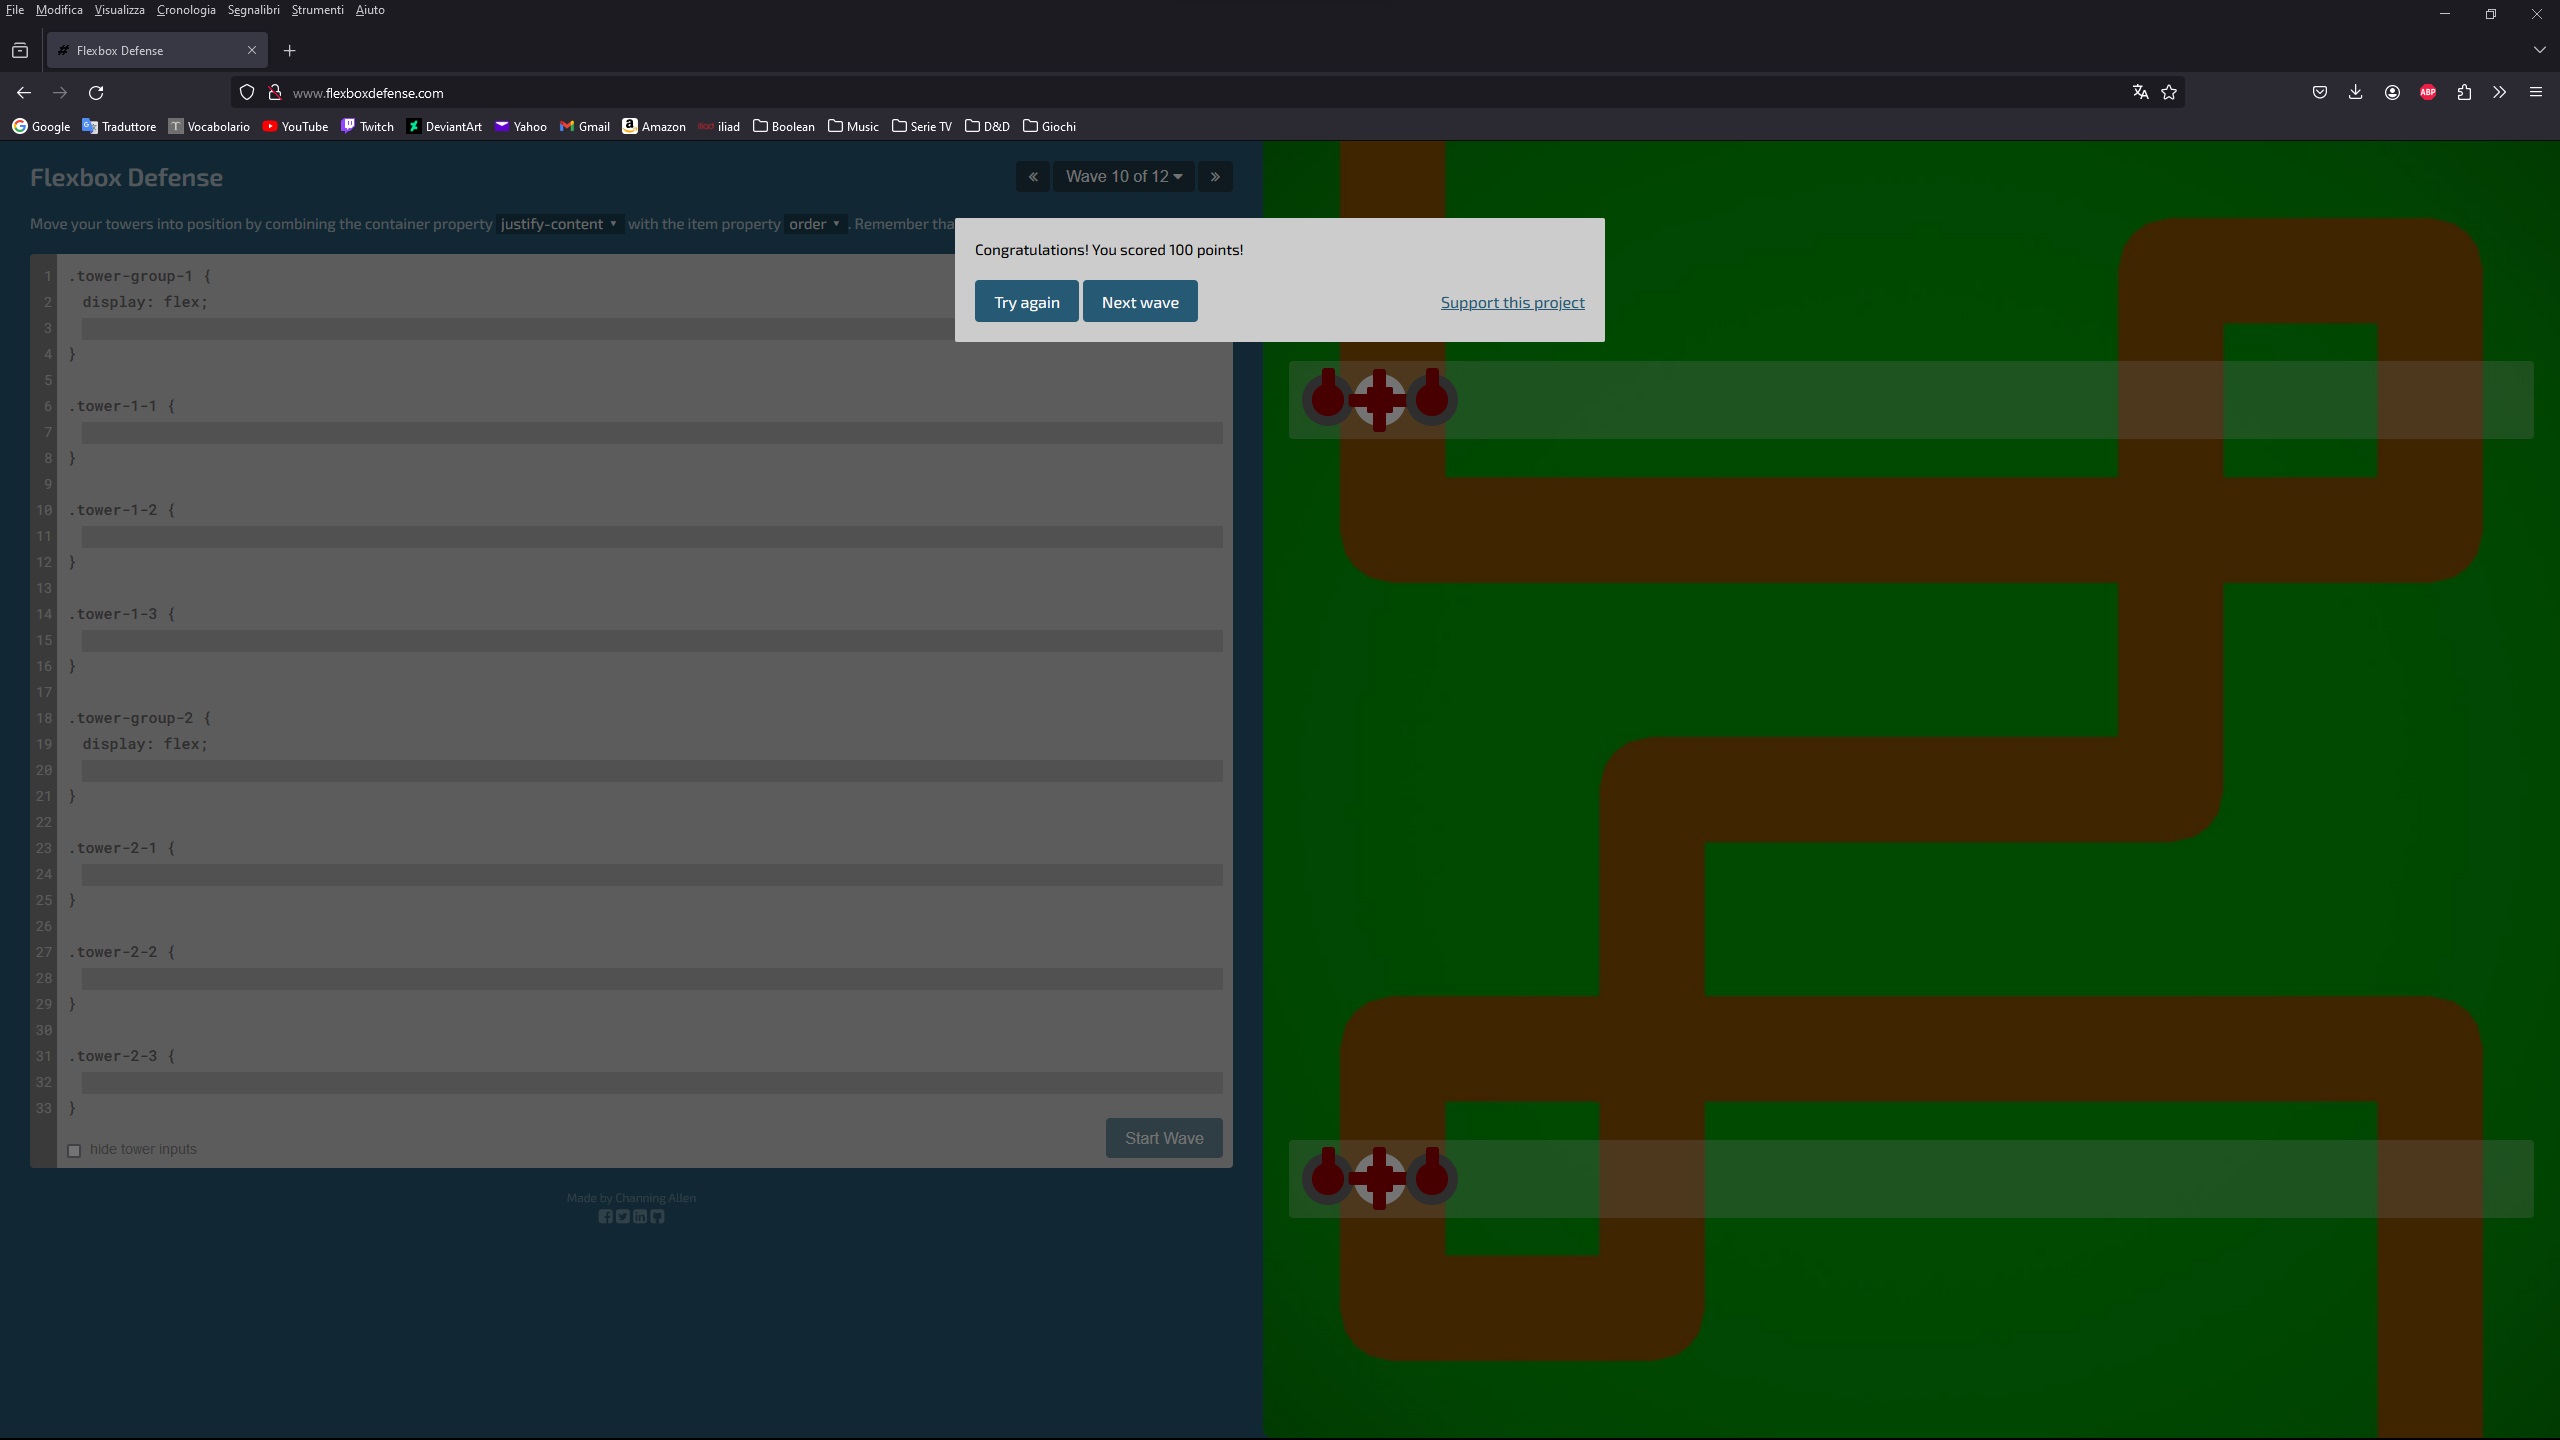 File Modifica Visualizza Cronologia Segnalibri Strumenti Aiuto
Flexbox Defense
www.flexboxdefense.com
ABP
Google Traduttore Vocabolario YouTube Twitch DeviantArt Yahoo Gmail Amazon iliad Boolean Music Serie TV D&D Giochi
Flexbox Defense
Wave 10 of 12
Move your towers into position by combining the container property justify-content with the item property order. Remember tha
Congratulations! You scored 100 points!
Try again Next wave Support this project
1 .tower-group-1 {
2 display: flex;
3
4 }
5
6 .tower-1-1 {
7
8 }
9
10 .tower-1-2 {
11
12 }
13
14 .tower-1-3 {
15
16 }
17
18 .tower-group-2 {
19 display: flex;
20
21 }
22
23 .tower-2-1 {
24
25 }
26
27 .tower-2-2 {
28
29 }
30
31 .tower-2-3 {
32
33 }
hide tower inputs
Start Wave
Made by Channing Allen